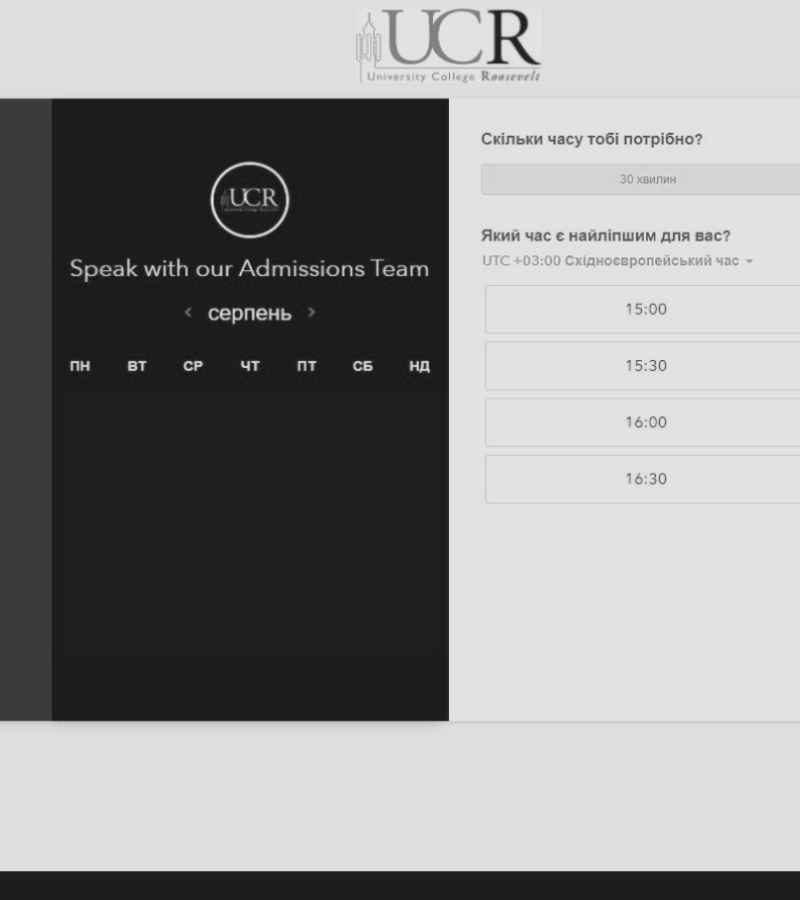 UCR
University College Roosevelt
UCR
Speak with our Admissions Team
< серпень >
ПН ВТ СР ЧТ ПТ СБ НД
Скільки часу тобі потрібно?
30 хвилин
Який час є найліпшим для вас?
UTC +03:00 Східноєвропейський час
15:00
15:30
16:00
16:30